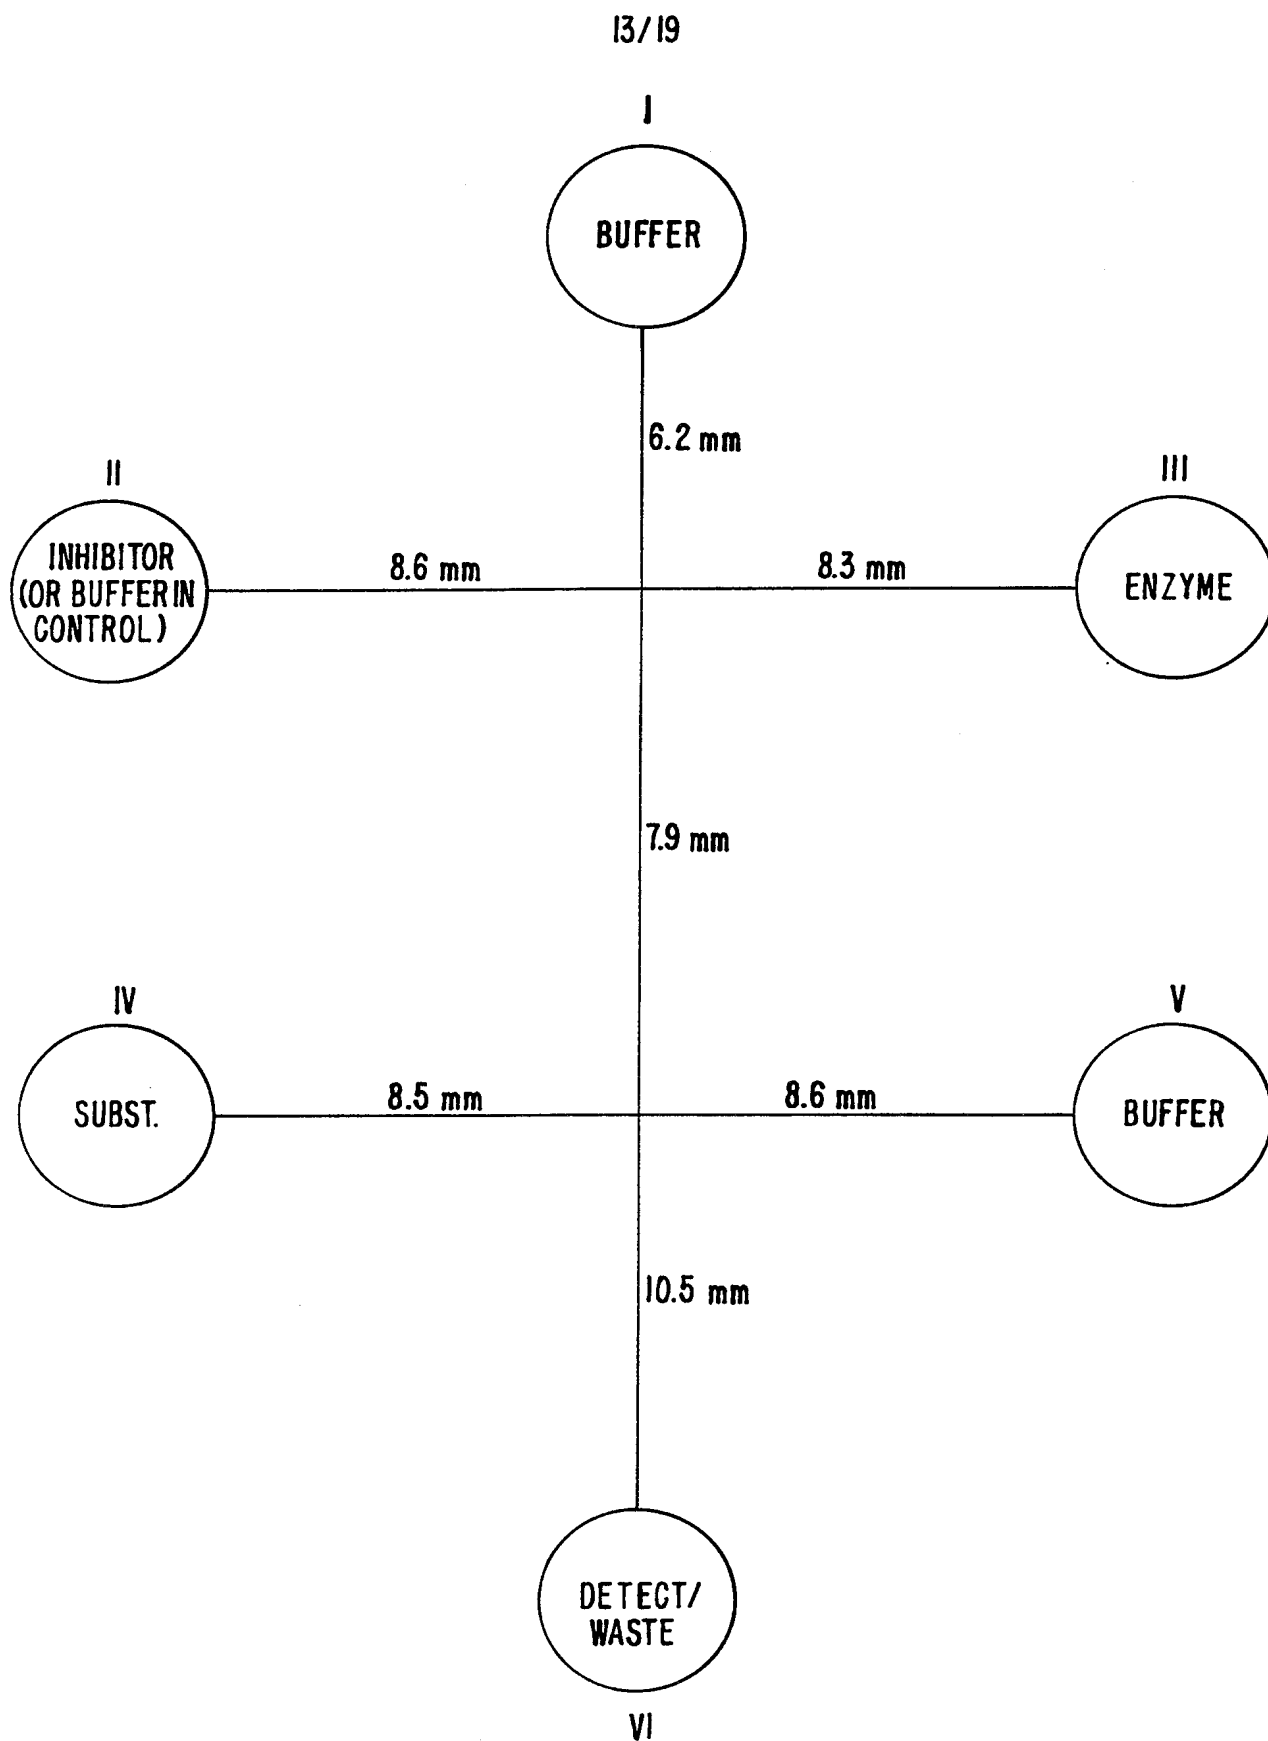 13/19
I
BUFFER
6.2 mm
II
III
INHIBITOR
(OR BUFFER IN
CONTROL)
8.6 mm
8.3 mm
ENZYME
7.9 mm
IV
V
SUBST.
8.5 mm
8.6 mm
BUFFER
10.5 mm
DETECT/
WASTE
VI